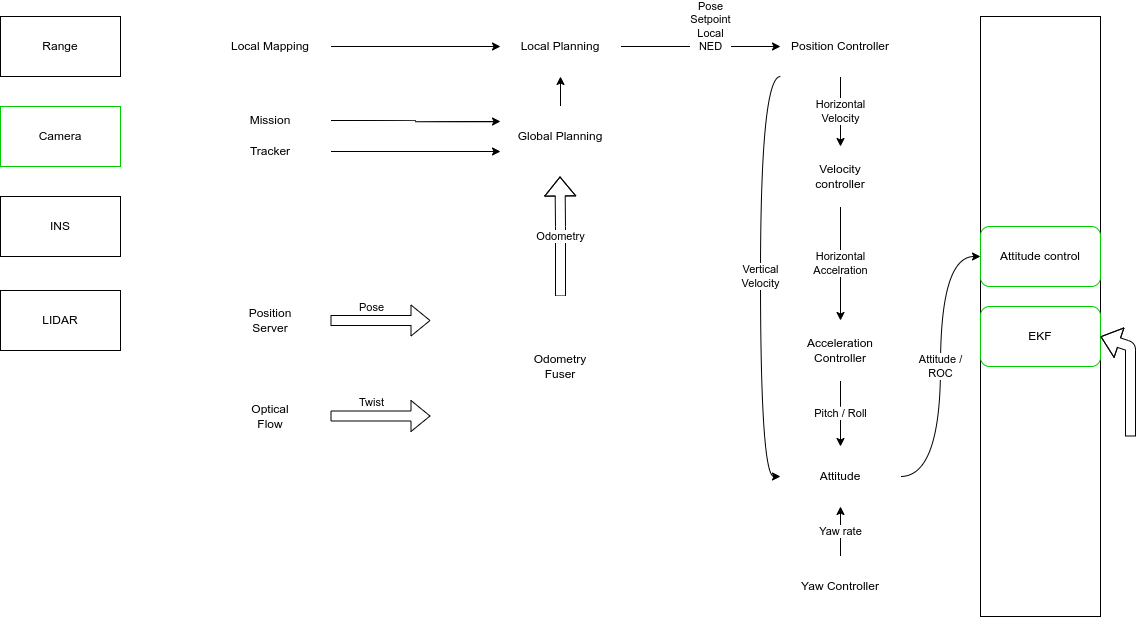 Range
Camera
INS
LIDAR
Local Mapping
Mission
Tracker
Position
Server
Optical
Flow
Pose
Twist
Local Planning
Global Planning
Odometry
Odometry
Fuser
Pose
Setpoint
Local
NED
Position Controller
Horizontal
Velocity
Velocity
controller
Horizontal
Accelration
Vertical
Velocity
Acceleration
Controller
Pitch / Roll
Attitude
Yaw rate
Yaw Controller
Attitude /
ROC
Attitude control
EKF